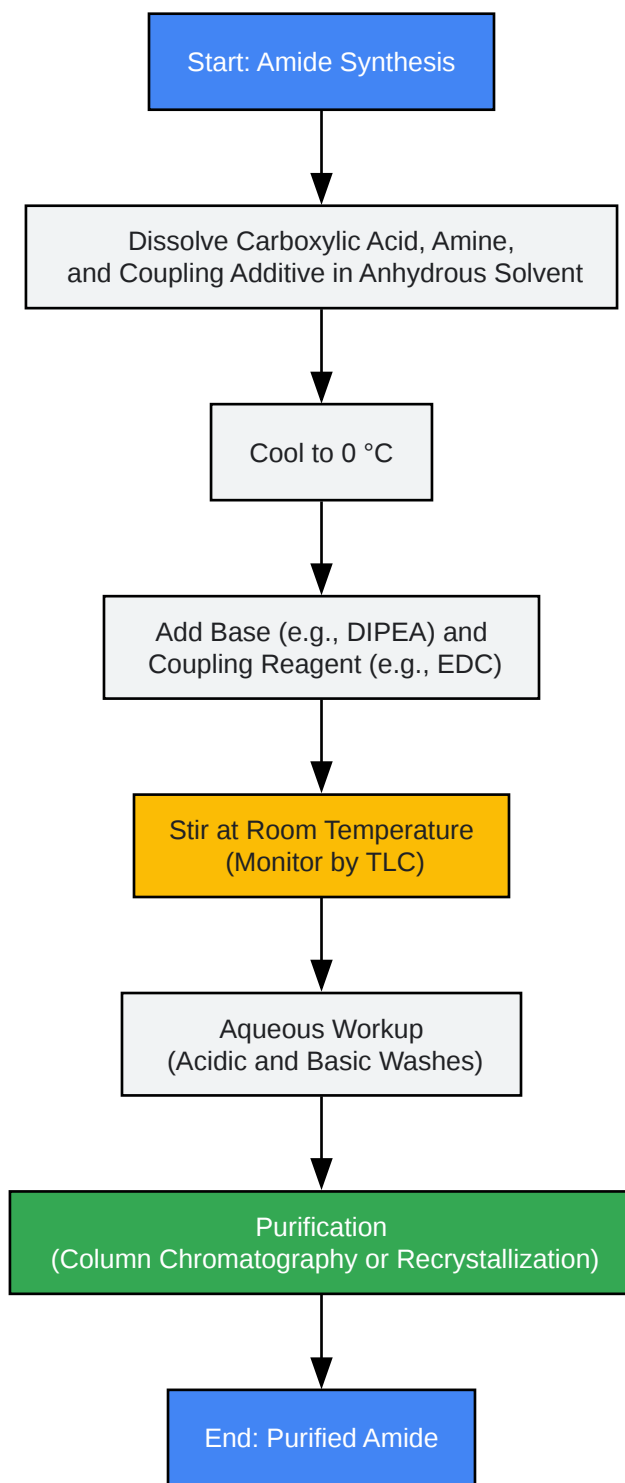 Start: Amide Synthesis
Dissolve Carboxylic Acid, Amine,
and Coupling Additive in Anhydrous Solvent
Cool to 0 °C
Add Base (e.g., DIPEA) and
Coupling Reagent (e.g., EDC)
Stir at Room Temperature
(Monitor by TLC)
Aqueous Workup
(Acidic and Basic Washes)
Purification
(Column Chromatography or Recrystallization)
End: Purified Amide